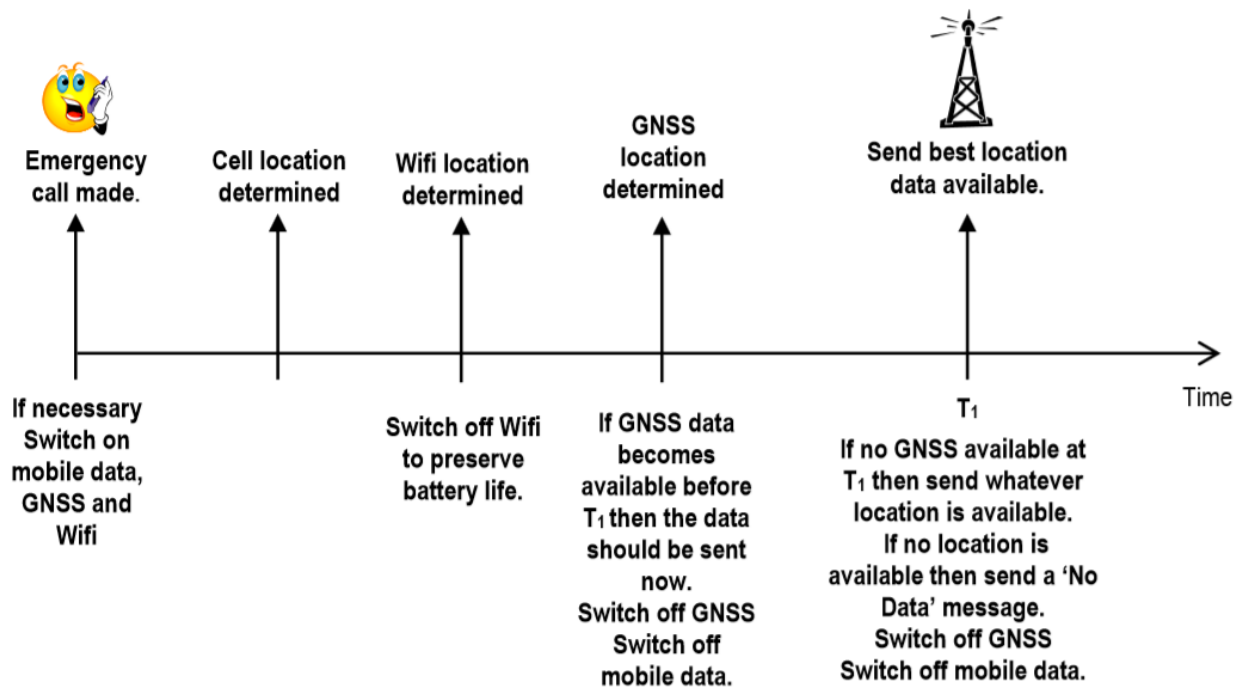 Emergency
call made.
Cell location
determined
Wifi location
determined
GNSS
location
determined
Send best location
data available.
If necessary
Switch on
mobile data,
GNSS and
Wifi
Switch off Wifi
to preserve
battery life.
If GNSS data
becomes
available before
T₁ then the data
should be sent
now.
Switch off GNSS
Switch off
mobile data.
T₁
If no GNSS available at
T₁ then send whatever
location is available.
If no location is
available then send a ‘No
Data’ message.
Switch off GNSS
Switch off mobile data.
Time